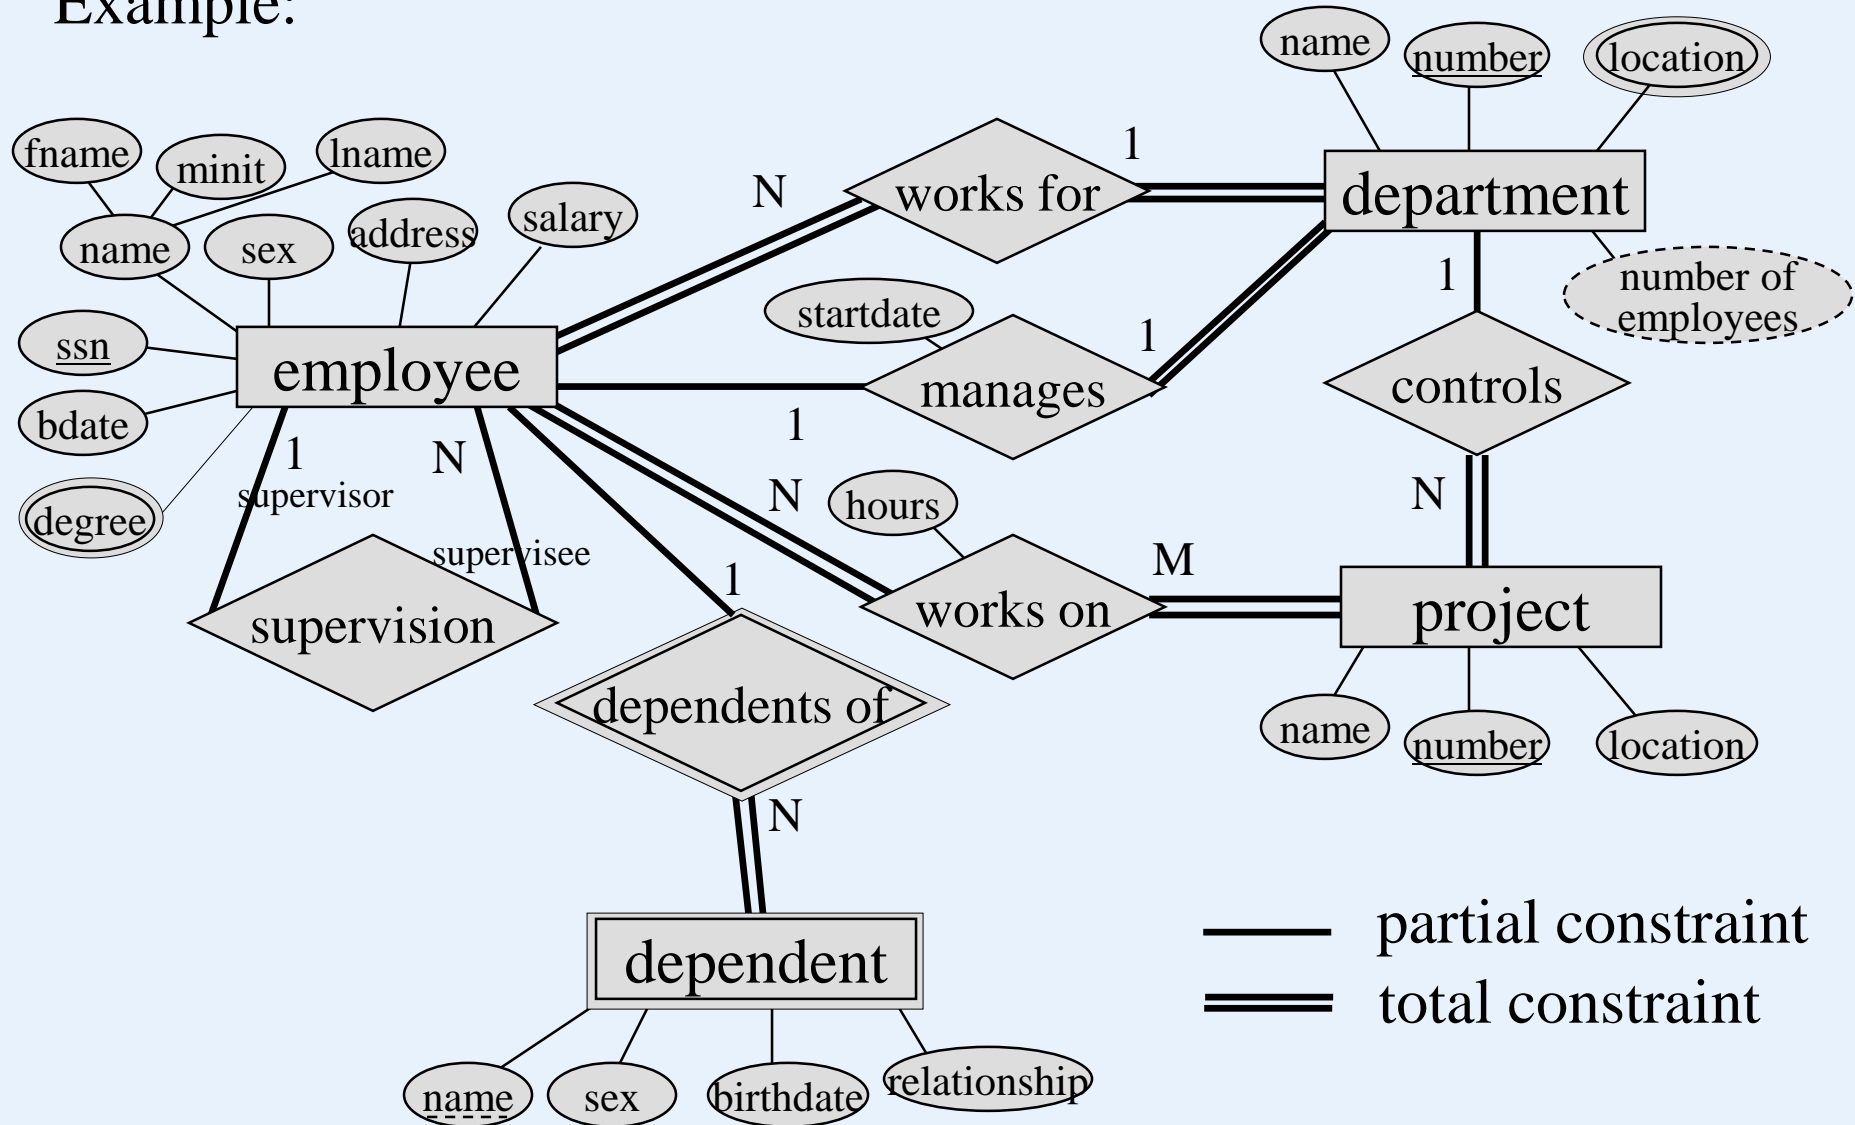 Example:
name
number
location
fname
minit
lname
N
works for
1
department
name
sex
address
salary
1
number of
employees
startdate
1
ssn
employee
manages
controls
bdate
1
1
supervisor
N
degree
supervisee
N
hours
N
M
1
supervision
works on
project
dependents of
name
number
location
N
dependent
partial constraint
total constraint
name
sex
birthdate
relationship